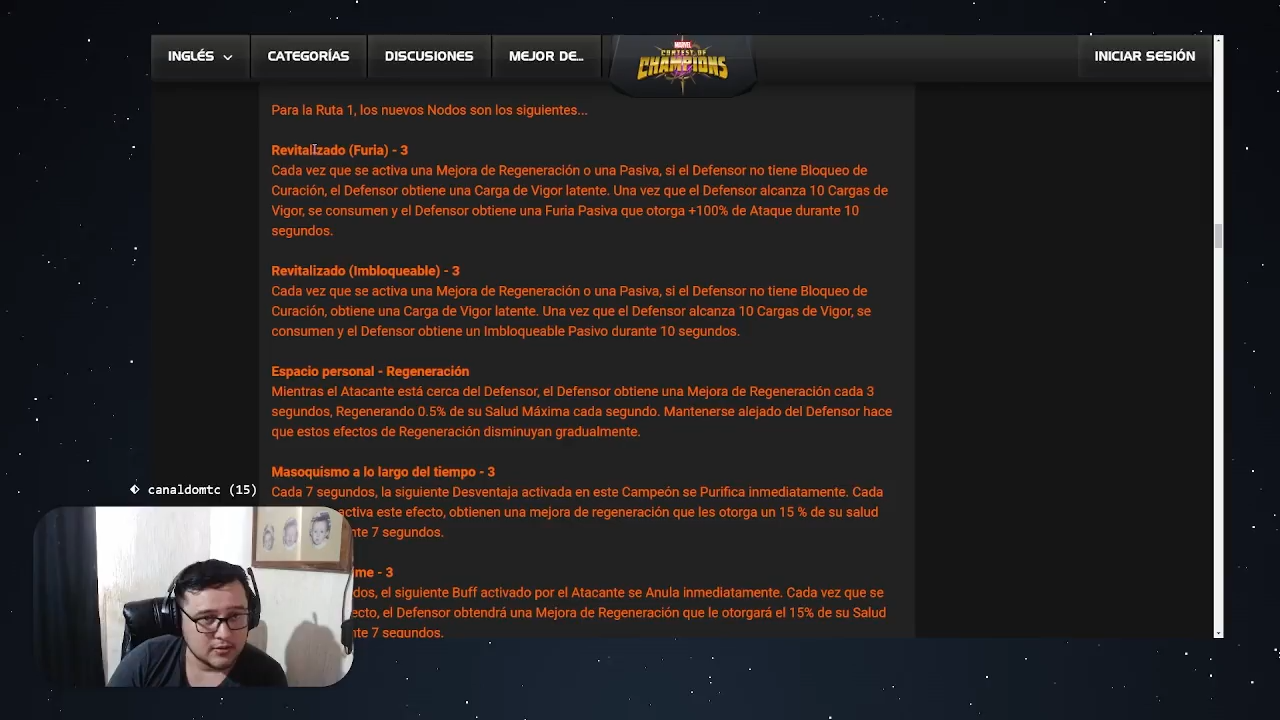 INGLÉS
CATEGORÍAS
DISCUSIONES
MEJOR DE...
MARVEL
CONTEST OF
CHAMPIONS
INICIAR SESIÓN
Para la Ruta 1, los nuevos Nodos son los siguientes...
Revitalizado (Furia) - 3
Cada vez que se activa una Mejora de Regeneración o una Pasiva, si el Defensor no tiene Bloqueo de
Curación, el Defensor obtiene una Carga de Vigor latente. Una vez que el Defensor alcanza 10 Cargas de
Vigor, se consumen y el Defensor obtiene una Furia Pasiva que otorga +100% de Ataque durante 10
segundos.
Revitalizado (Imbloqueable) - 3
Cada vez que se activa una Mejora de Regeneración o una Pasiva, si el Defensor no tiene Bloqueo de
Curación, obtiene una Carga de Vigor latente. Una vez que el Defensor alcanza 10 Cargas de Vigor, se
consumen y el Defensor obtiene un Imbloqueable Pasivo durante 10 segundos.
Espacio personal - Regeneración
Mientras el Atacante está cerca del Defensor, el Defensor obtiene una Mejora de Regeneración cada 3
segundos, Regenerando 0.5% de su Salud Máxima cada segundo. Mantenerse alejado del Defensor hace
que estos efectos de Regeneración disminuyan gradualmente.
Masoquismo a lo largo del tiempo - 3
Cada 7 segundos, la siguiente Desventaja activada en este Campeón se Purifica inmediatamente. Cada
activa este efecto, obtienen una mejora de regeneración que les otorga un 15 % de su salud
nte 7 segundos.
ime - 3
dos, el siguiente Buff activado por el Atacante se Anula inmediatamente. Cada vez que se
ecto, el Defensor obtendrá una Mejora de Regeneración que le otorgará el 15% de su Salud
nte 7 segundos.
canaldomtc (15)